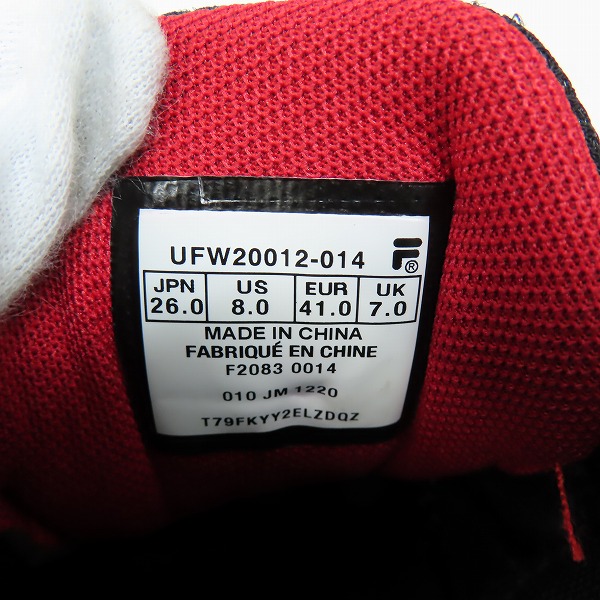 UFW20012-014 F®
JPN US EUR UK
26.0 8.0 41.0 7.0
MADE IN CHINA
FABRIQUÉ EN CHINE
F2083 0014
010 JM 1220
T79FKYY2ELZDQZ